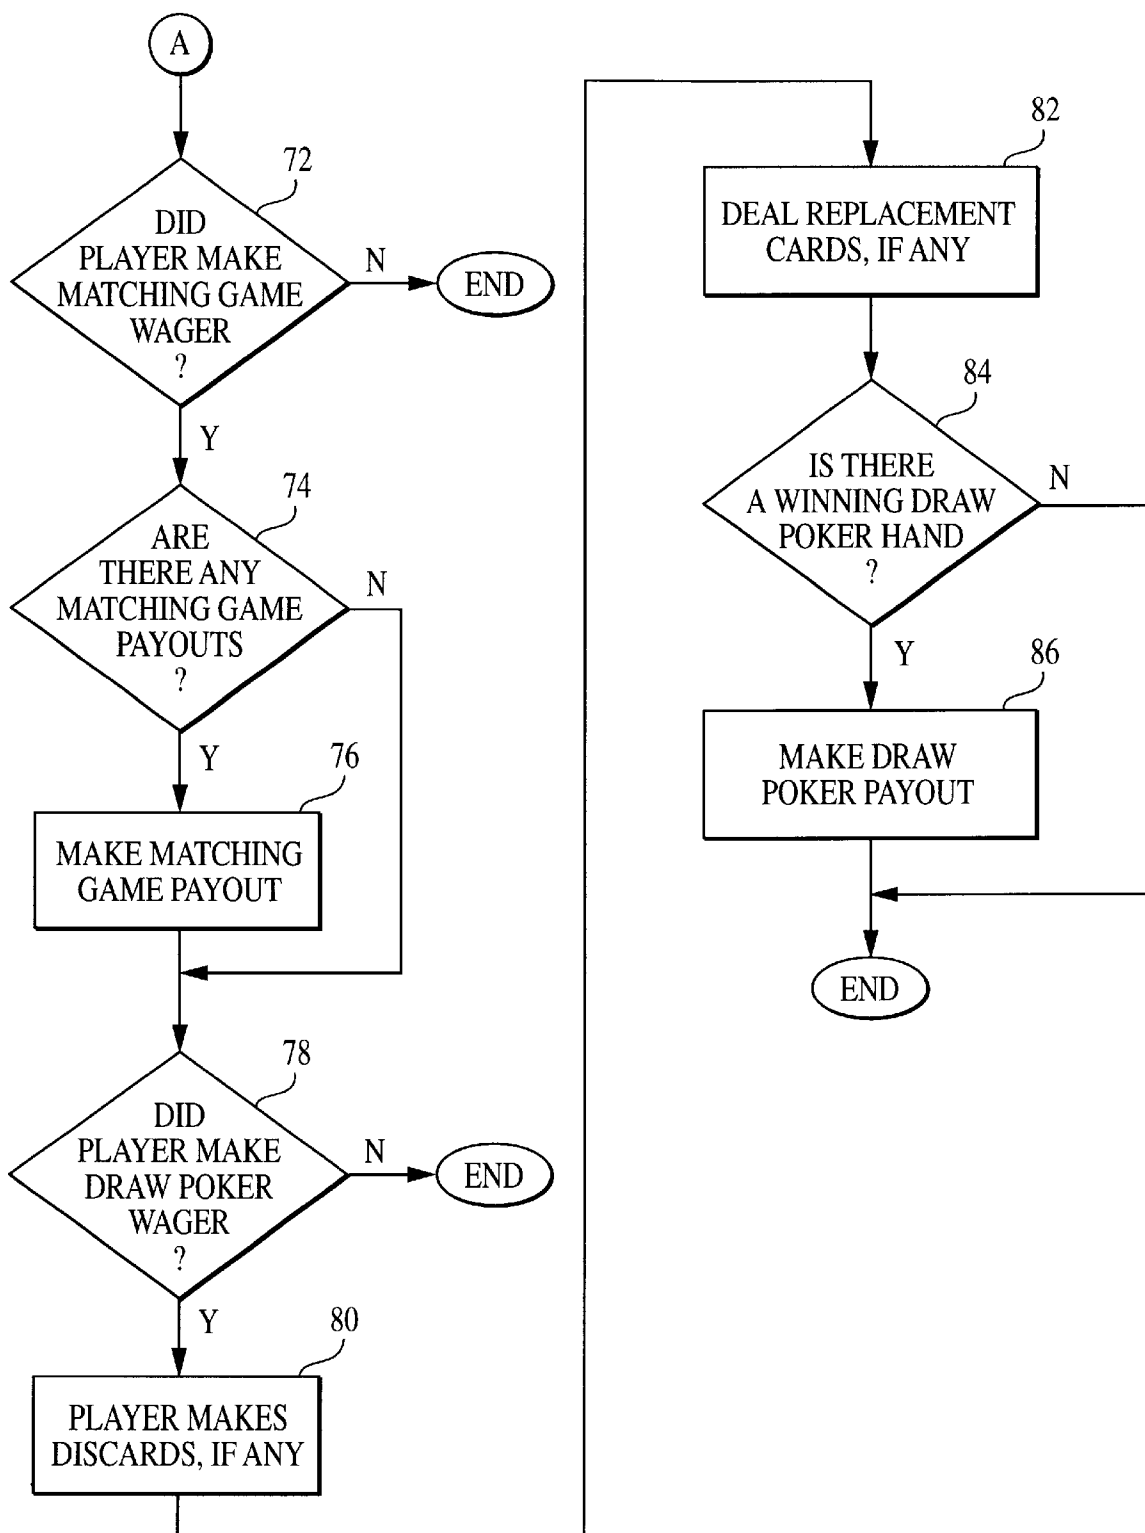 A
72
DID
PLAYER MAKE
MATCHING GAME
WAGER
?
N
END
Y
74
ARE
THERE ANY
MATCHING GAME
PAYOUTS
?
N
Y
76
MAKE MATCHING
GAME PAYOUT
78
DID
PLAYER MAKE
DRAW POKER
WAGER
?
N
END
Y
80
PLAYER MAKES
DISCARDS, IF ANY
82
DEAL REPLACEMENT
CARDS, IF ANY
84
IS THERE
A WINNING DRAW
POKER HAND
?
N
Y
86
MAKE DRAW
POKER PAYOUT
END